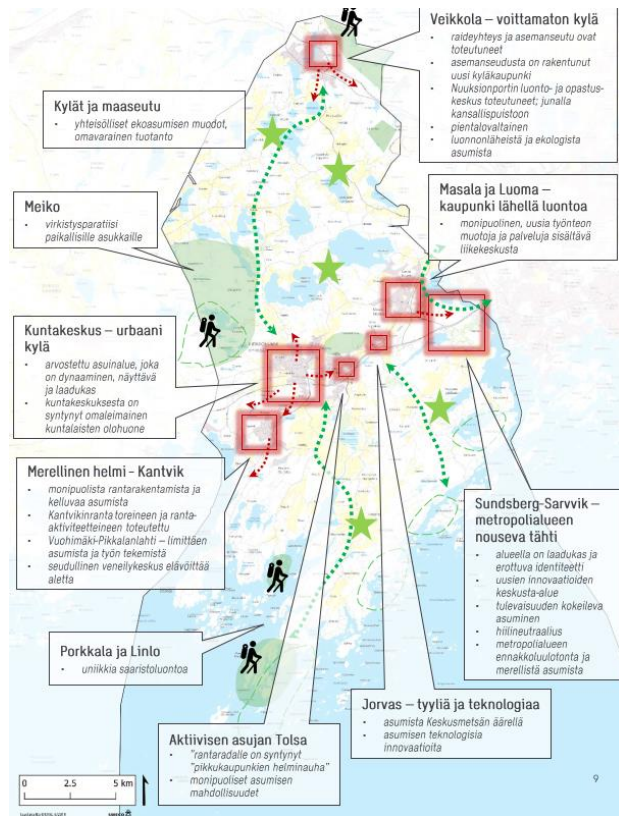 Veikkola – voittamaton kylä
• raideyhteys ja asemanseutu ovat
toteutuneet
• asemanseudusta on rakentunut
uusi kyläkaupunki
• Nuuksionportin luonto- ja opastus-
keskus toteutuneet; junalla
kansallispuistoon
• pientalovaltainen
• luonnonläheistä ja ekologista
asumista
Kylät ja maaseutu
• yhteisölliset ekoasumisen muodot,
omavarainen tuotanto
Meiko
• virkistysparatiisi
paikallisille asukkaille
Masala ja Luoma –
kaupunki lähellä luontoa
• monipuolinen, uusia työnteon
muotoja ja palveluja sisältävä
liikekeskusta
Kuntakeskus – urbaani
kylä
• arvostettu asuinalue, joka
on dynaaminen, näyttävä
ja laadukas
• kuntakeskuksesta on
syntynyt omaleimainen
kuntalaisten olohuone
Merellinen helmi - Kantvik
• monipuolista rantarakentamista ja
kelluvaa asumista
• Kantvikinranta toreineen ja ranta-
aktiviteetteineen toteutettu
• Vuohimäki-Pikkalanlahti – limittäen
asumista ja työn tekemistä
• seudullinen veneilykeskus elävöittää
aletta
Sundsberg-Sarvvik –
metropolialueen
nouseva tähti
• alueella on laadukas ja
erottuva identiteetti
• uusien innovaatioiden
keskusta-alue
• tulevaisuuden kokeileva
asuminen
• hiilineutraalius
• metropolialueen
ennakkoluulotonta ja
merellistä asumista
Porkkala ja Linlo
• uniikkia saaristoluontoa
Jorvas – tyyliä ja teknologiaa
• asumista Keskusmetsän äärellä
• asumisen teknologisia
innovaatioita
Aktiivisen asujan Tolsa
• "rantaradalle on syntynyt
"pikkukaupunkien helminauha"
• monipuoliset asumisen
mahdollisuudet
0 2.5 5 km
9